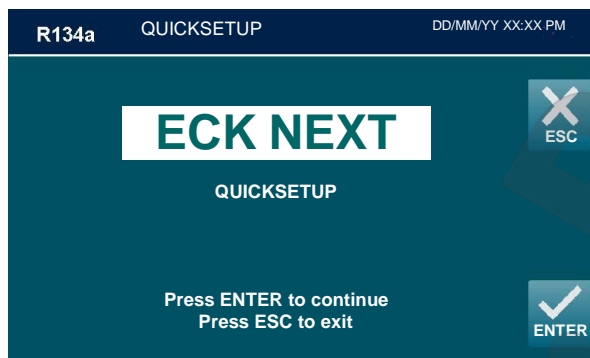 R134a QUICKSETUP DD/MM/YY XX:XX PM
ECK NEXT
ESC
QUICKSETUP
Press ENTER to continue
Press ESC to exit
ENTER